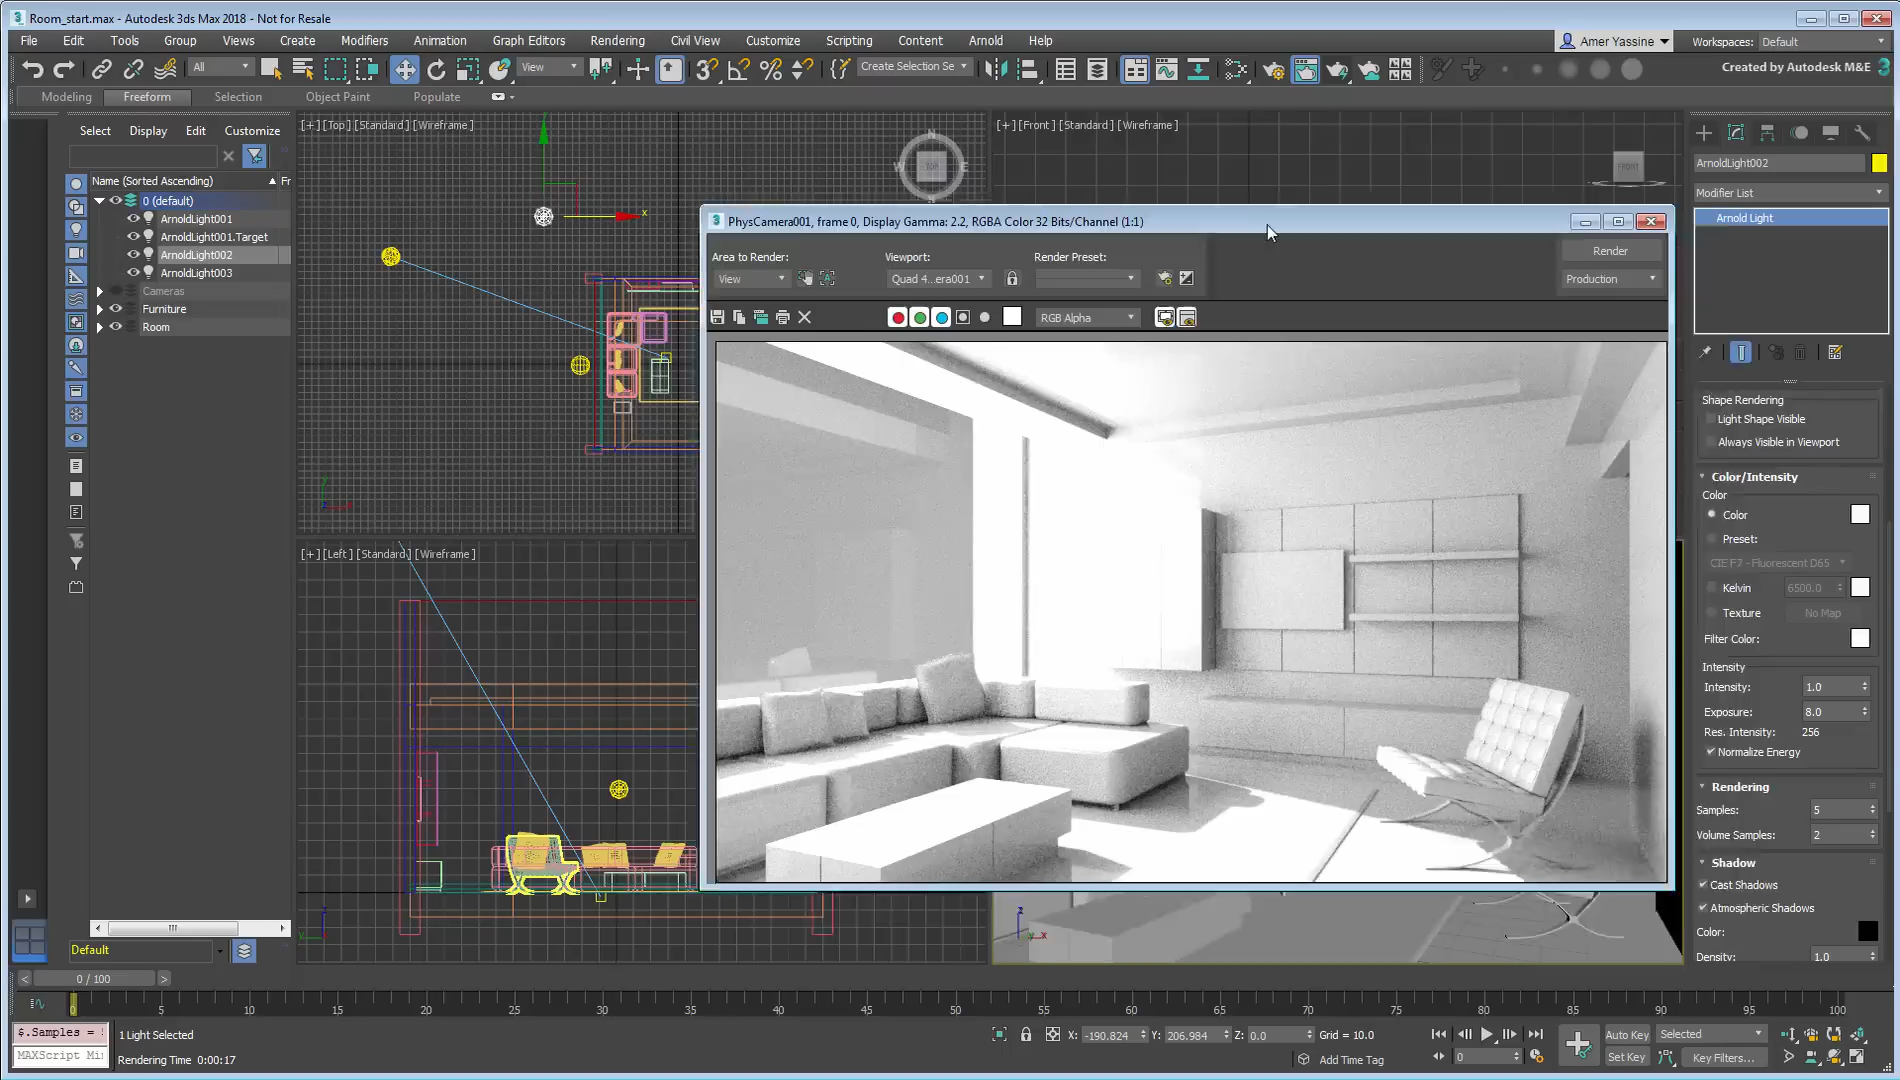 Room_start.max - Autodesk 3ds Max 2018 - Not for Resale
File Edit Tools Group Views Create Modifiers Animation Graph Editors Rendering Civil View Customize Scripting Content Arnold Help
Amer Yassine
Workspaces: Default
All
View
Create Selection Se
Created by Autodesk M&E
Modeling Freeform Selection Object Paint Populate
Select Display Edit Customize
Name (Sorted Ascending) Fr
0 (default)
ArnoldLight001
ArnoldLight001.Target
ArnoldLight002
ArnoldLight003
Cameras
Furniture
Room
Default
[+] [Top] [Standard] [Wireframe]
N
W
E
TOP
x
[+] [Front] [Standard] [Wireframe]
FRONT
[+] [Left] [Standard] [Wireframe]
PhysCamera001, frame 0, Display Gamma: 2.2, RGBA Color 32 Bits/Channel (1:1)
Area to Render: Viewport: Render Preset: Render
View Quad 4...era001 Production
RGB Alpha
ArnoldLight002
Modifier List
Arnold Light
Shape Rendering
Light Shape Visible
Always Visible in Viewport
Color/Intensity
Color
Color
Preset:
CIE F7 - Fluorescent D65
Kelvin 6500.0
Texture No Map
Filter Color:
Intensity
Intensity: 1.0
Exposure: 8.0
Res. Intensity: 256
Normalize Energy
Rendering
Samples: 5
Volume Samples: 2
Shadow
Cast Shadows
Atmospheric Shadows
Color:
Density: 1.0
< 0 / 100 >
0 5 10 15 20 25 30 35 40 45 50 55 60 65 70 75 80 85 90 95 100
$.Samples =
MAXScript Mi
1 Light Selected
Rendering Time 0:00:17
X: -190.824 Y: 206.984 Z: 0.0 Grid = 10.0
Add Time Tag
0
Auto Key Selected
Set Key Key Filters...